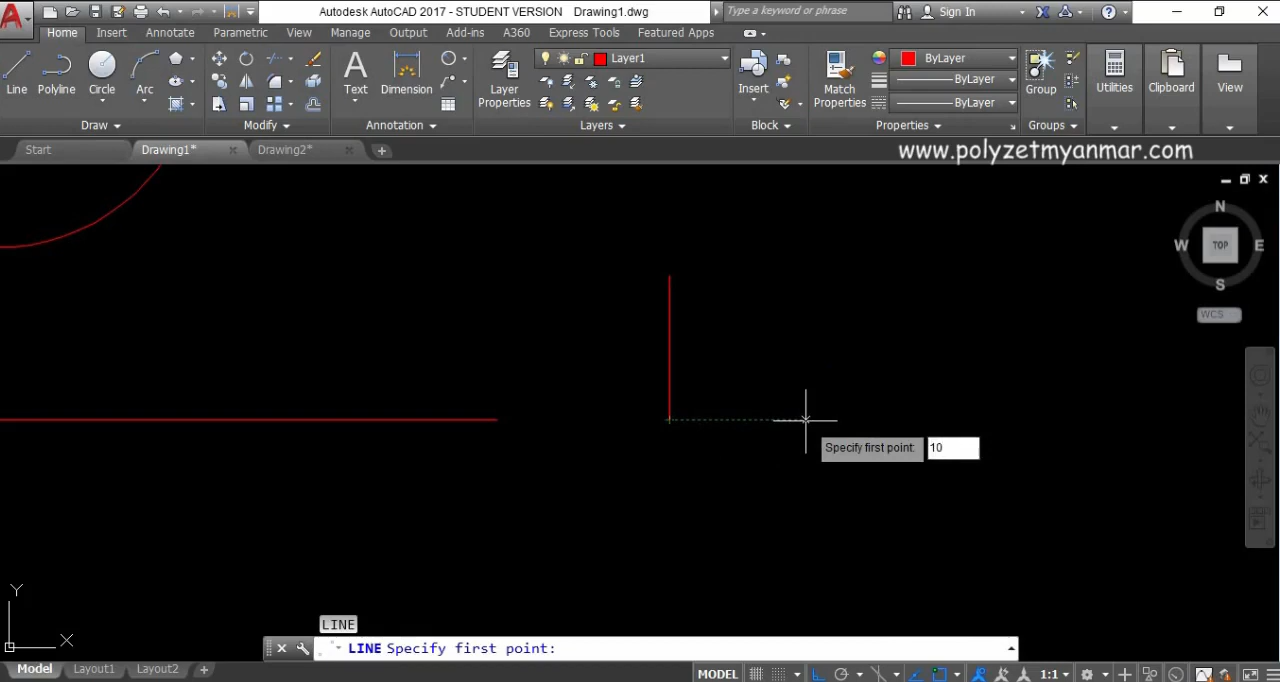 Autodesk AutoCAD 2017 - STUDENT VERSION Drawing1.dwg
Type a keyword or phrase
Sign In
Home Insert Annotate Parametric View Manage Output Add-ins A360 Express Tools Featured Apps
Layer1
ByLayer
ByLayer
ByLayer
Line Polyline Circle Arc
Text Dimension
Layer Properties
Insert
Match Properties
Group
Utilities Clipboard View
Draw Modify Annotation Layers Block Properties Groups
Start Drawing1* Drawing2*
www.polyzetmyanmar.com
N
W TOP E
S
WCS
Specify first point: 10
Y
X
LINE
LINE Specify first point:
Model Layout1 Layout2
MODEL 1:1